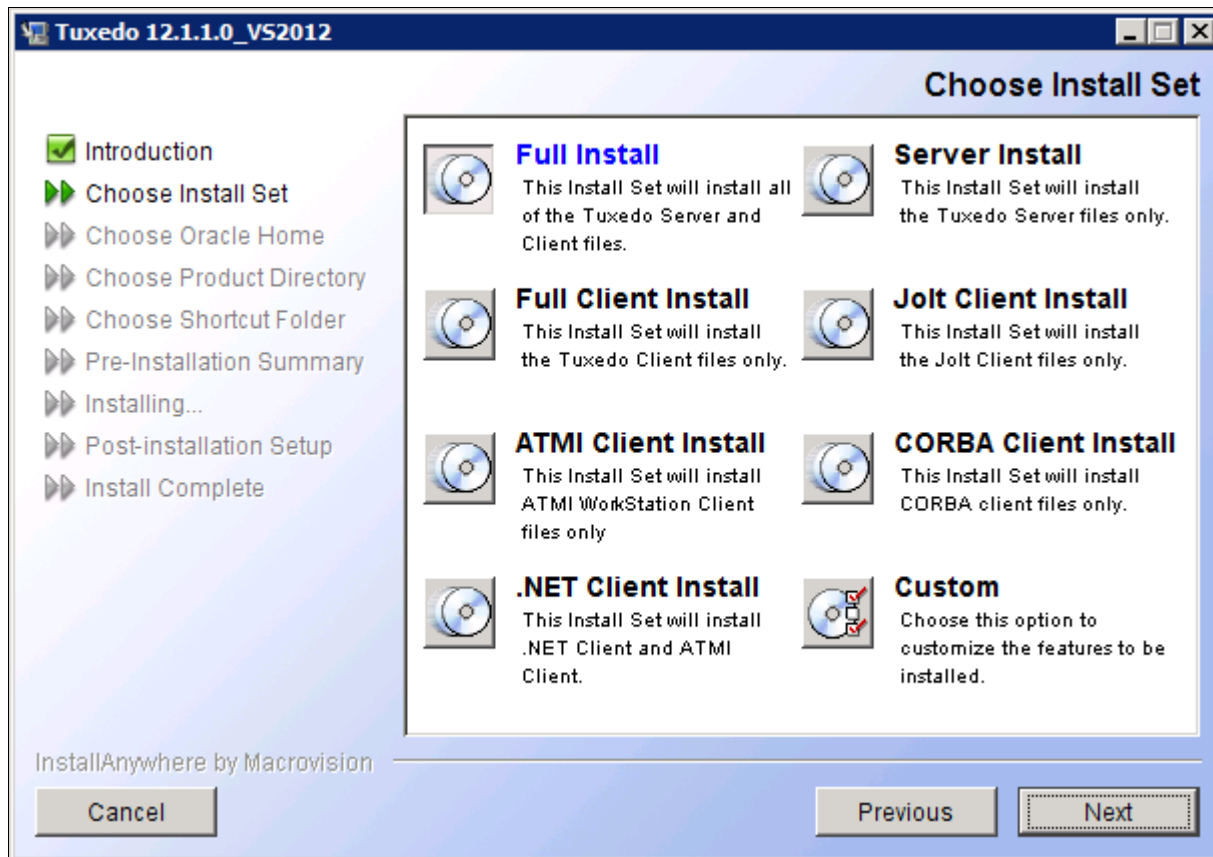 Tuxedo 12.1.1.0_VS2012
Choose Install Set
Introduction
Choose Install Set
Choose Oracle Home
Choose Product Directory
Choose Shortcut Folder
Pre-Installation Summary
Installing...
Post-installation Setup
Install Complete
Full Install
This Install Set will install all
of the Tuxedo Server and
Client files.
Server Install
This Install Set will install
the Tuxedo Server files only.
Full Client Install
This Install Set will install
the Tuxedo Client files only.
Jolt Client Install
This Install Set will install
the Jolt Client files only.
ATMI Client Install
This Install Set will install
ATMI WorkStation Client
files only
CORBA Client Install
This Install Set will install
CORBA client files only.
.NET Client Install
This Install Set will install
.NET Client and ATMI
Client.
Custom
Choose this option to
customize the features to be
installed.
InstallAnywhere by Macrovision
Cancel
Previous
Next